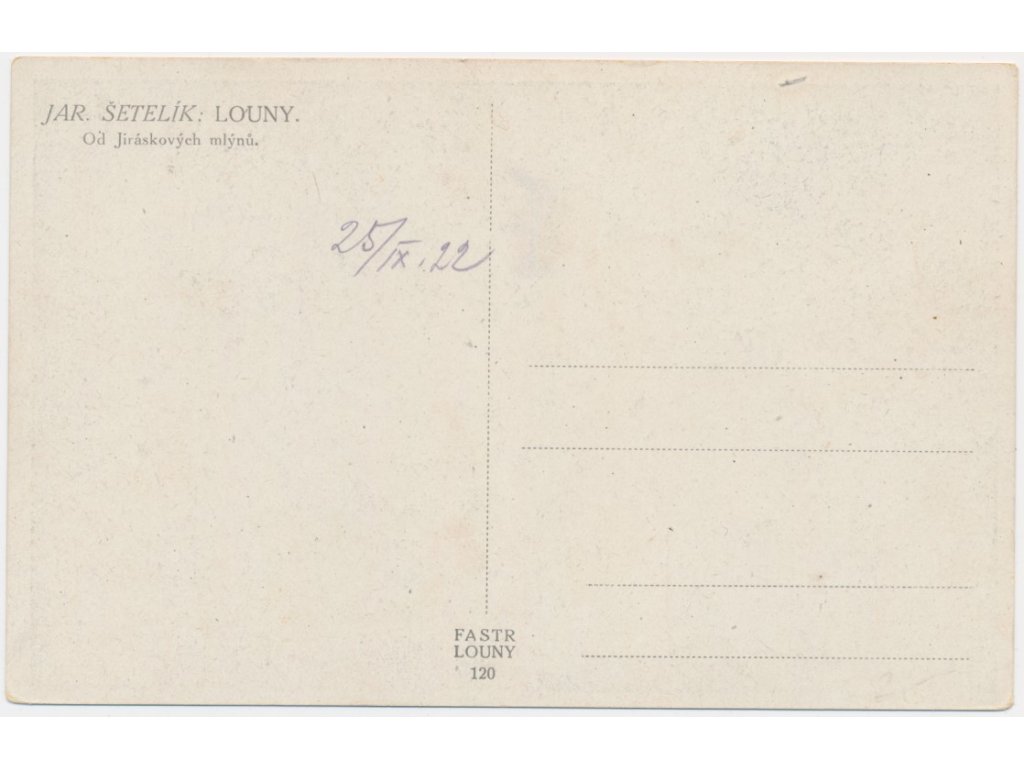 JAR. ŠETELÍK: LOUNY.
Od Jiráskových mlýnů.
25/IX. 22
FASTR
LOUNY
120